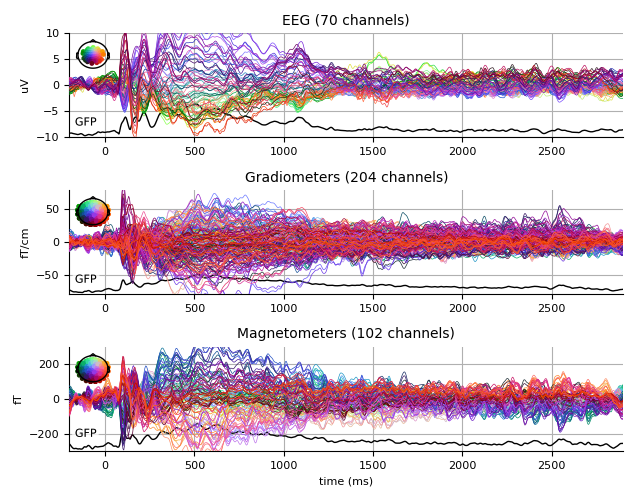 EEG (70 channels)
uV
10
5
0
−5
−10
GFP
0
500
1000
1500
2000
2500
Gradiometers (204 channels)
fT/cm
50
0
−50
GFP
0
500
1000
1500
2000
2500
Magnetometers (102 channels)
fT
200
0
−200
GFP
0
500
1000
1500
2000
2500
time (ms)